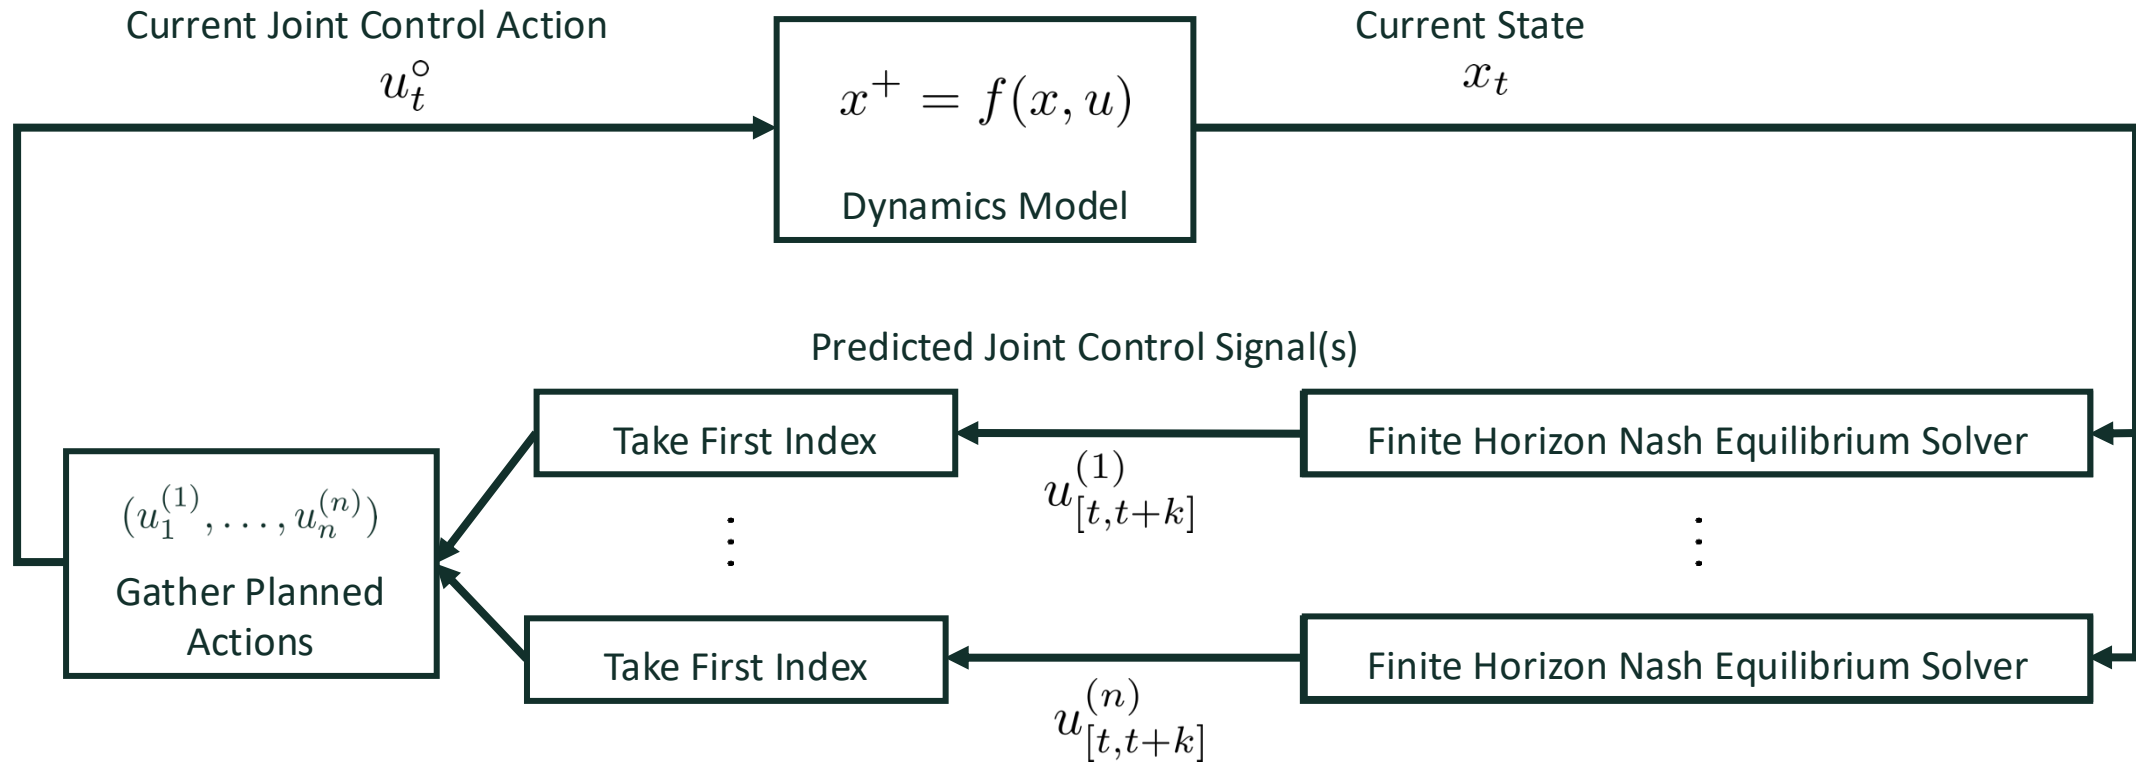 Current Joint Control Action
u_t^∘
x^+ = f(x, u)
Dynamics Model
Current State
x_t
Predicted Joint Control Signal(s)
Take First Index
u_{[t,t+k]}^{(1)}
Finite Horizon Nash Equilibrium Solver
(u_1^{(1)}, . . . , u_n^{(n)})
Gather Planned
Actions
⋮
⋮
Take First Index
u_{[t,t+k]}^{(n)}
Finite Horizon Nash Equilibrium Solver